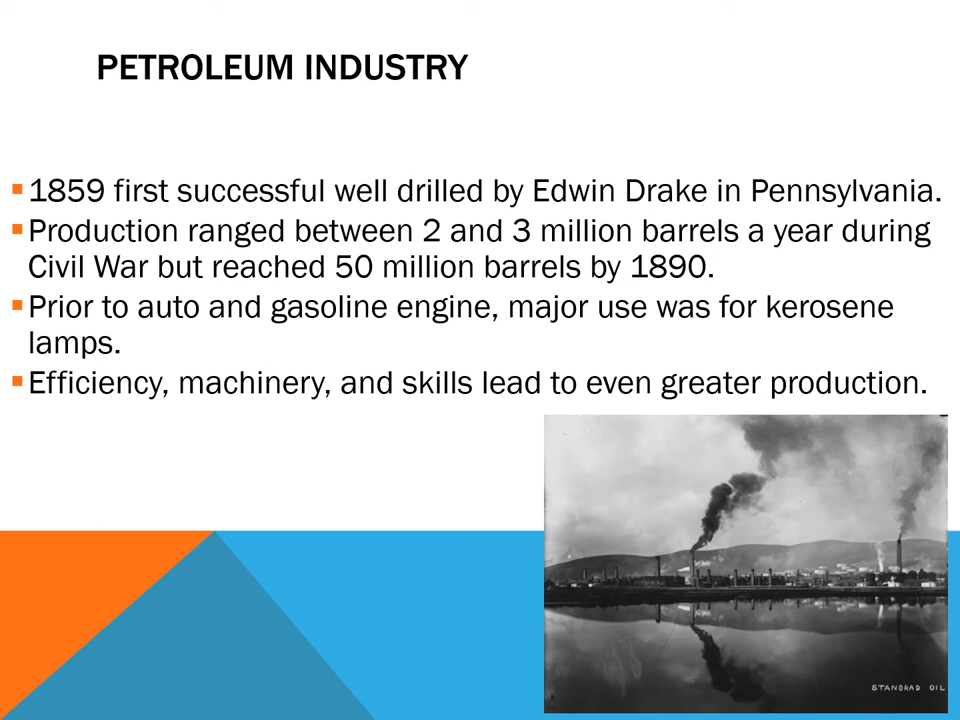 PETROLEUM INDUSTRY
1859 first successful well drilled by Edwin Drake in Pennsylvania.
Production ranged between 2 and 3 million barrels a year during
Civil War but reached 50 million barrels by 1890.
Prior to auto and gasoline engine, major use was for kerosene
lamps.
Efficiency, machinery, and skills lead to even greater production.
STANDRAD OIL